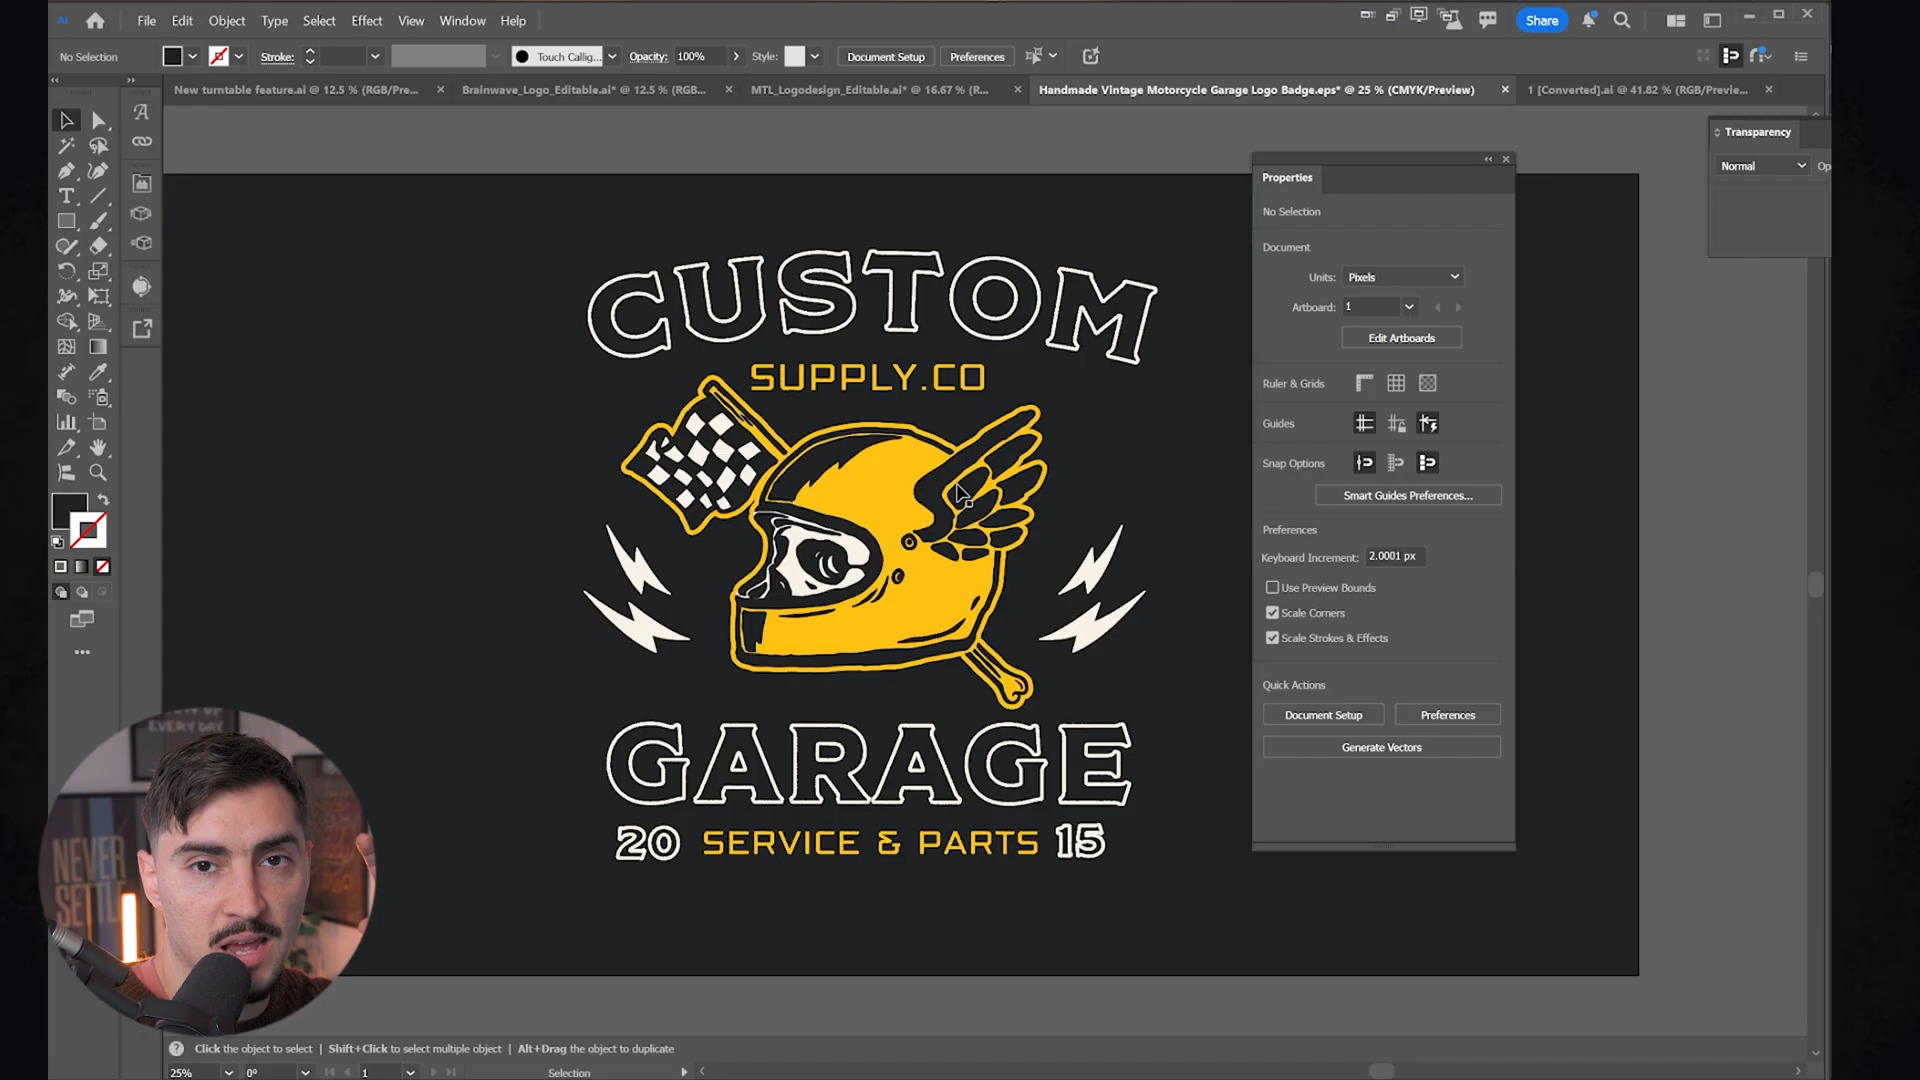 Ai File Edit Object Type Select Effect View Window Help Share
No Selection Stroke: Touch Callig... Opacity: 100% Style: Document Setup Preferences
New turntable feature.ai @ 12.5 % (RGB/Pre... Brainwave_Logo_Editable.ai* @ 12.5 % (RGB... MTL_Logodesign_Editable.ai* @ 16.67 % (R... Handmade Vintage Motorcycle Garage Logo Badge.eps* @ 25 % (CMYK/Preview) 1 [Converted].ai @ 41.82 % (RGB/Previe...
Transparency
Normal Op
Properties
No Selection
Document
Units: Pixels
Artboard: 1
Edit Artboards
Ruler & Grids
Guides
Snap Options
Smart Guides Preferences...
Preferences
Keyboard Increment: 2.0001 px
Use Preview Bounds
Scale Corners
Scale Strokes & Effects
Quick Actions
Document Setup Preferences
Generate Vectors
CUSTOM
SUPPLY.CO
GARAGE
20 SERVICE & PARTS 15
EVERY DAY
NEVER
SETTLE
Click the object to select | Shift+Click to select multiple object | Alt+Drag the object to duplicate
25% 0° 1 Selection